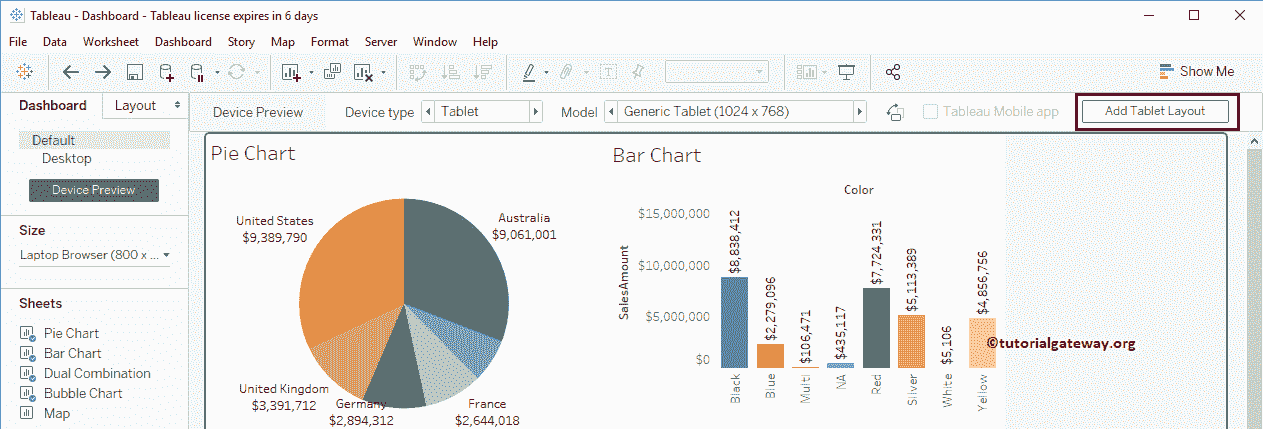 Tableau - Dashboard - Tableau license expires in 6 days
File Data Worksheet Dashboard Story Map Format Server Window Help
Show Me
Dashboard Layout
Device Preview Device type Tablet Model Generic Tablet (1024 x 768) Tableau Mobile app Add Tablet Layout
Default
Desktop
Device Preview
Size
Laptop Browser (800 x ...
Sheets
Pie Chart
Bar Chart
Dual Combination
Bubble Chart
Map
Pie Chart
United States
$9,389,790
Australia
$9,061,001
United Kingdom
$3,391,712
Germany
$2,894,312
France
$2,644,018
Bar Chart
Color
SalesAmount
$15,000,000
$10,000,000
$5,000,000
$0
$8,838,412
$2,279,096
$106,471
$435,117
$7,724,331
$5,113,389
$5,106
$4,856,756
Black
Blue
Multi
NA
Red
Silver
White
Yellow
©tutorialgateway.org